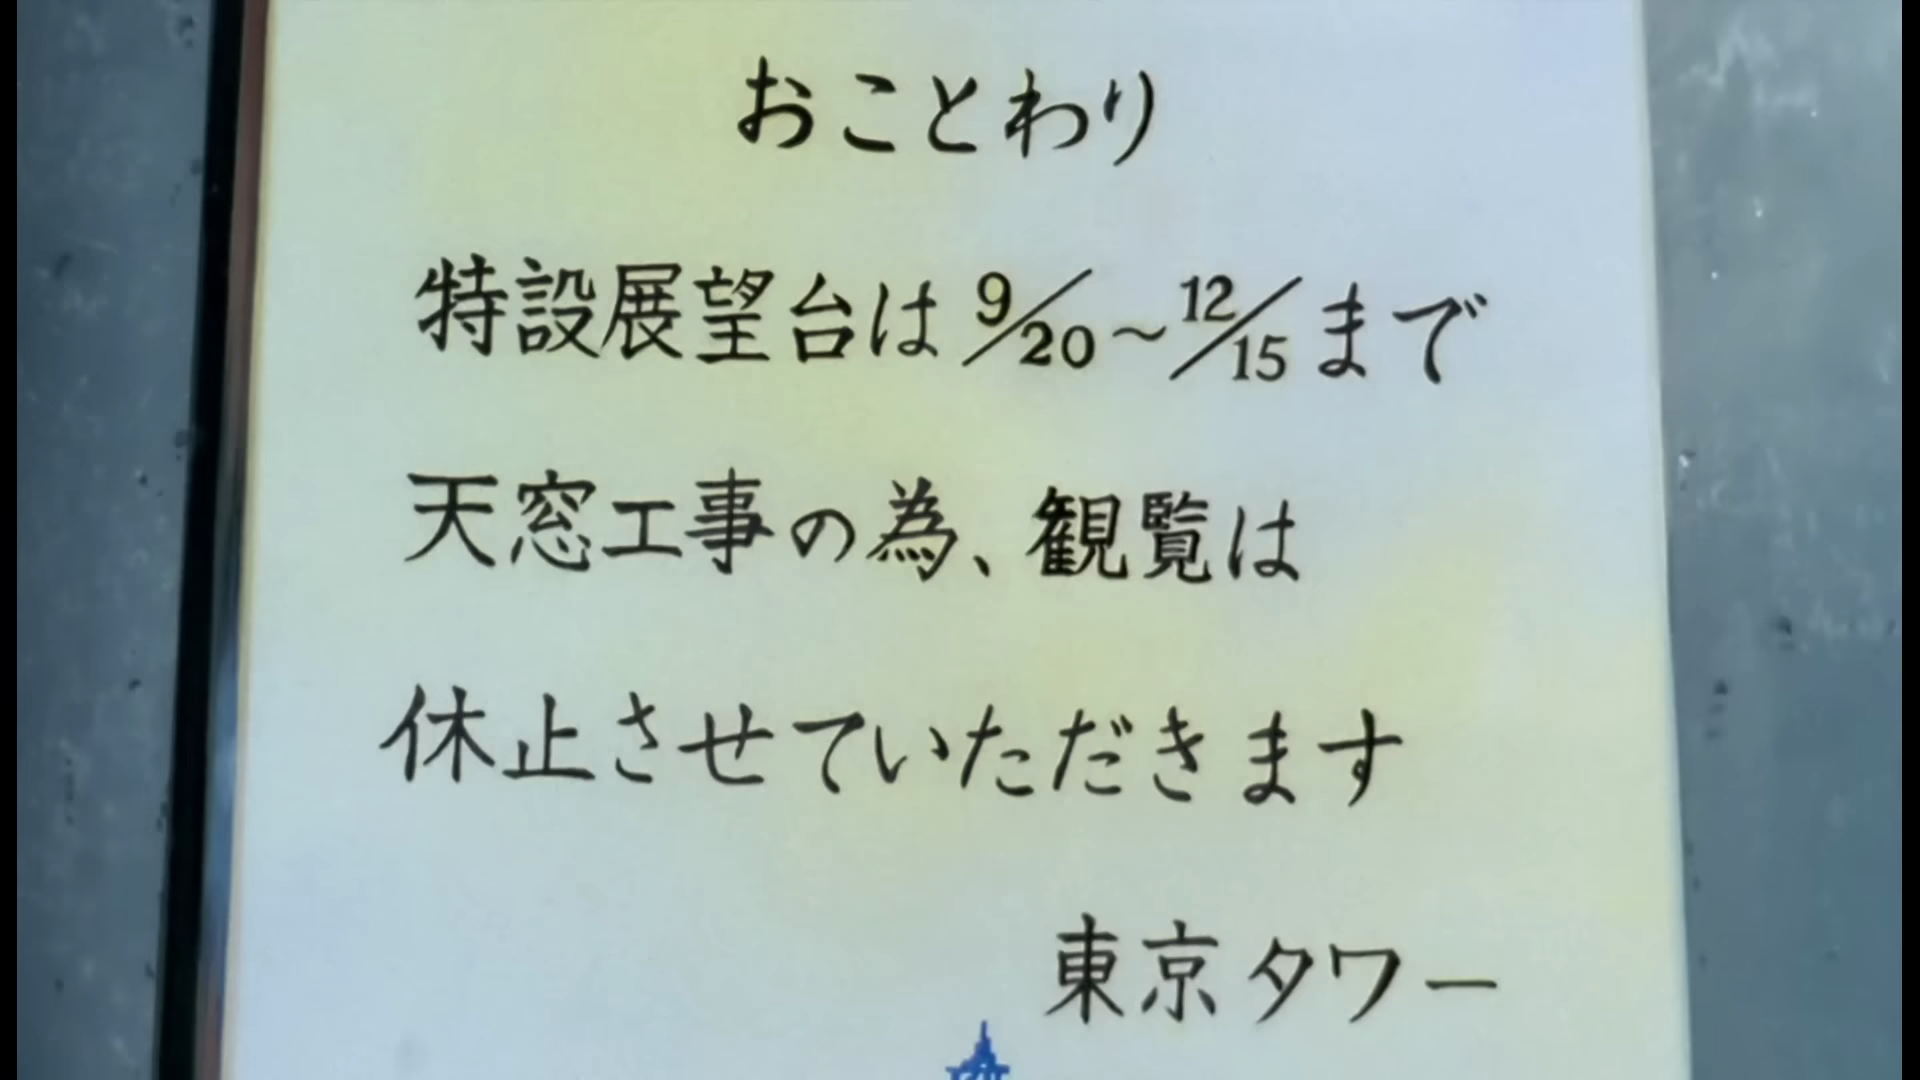 おことわり
特設展望台は9/20～12/15まで
天窓工事の為、観覧は
休止させていただきます
東京タワー